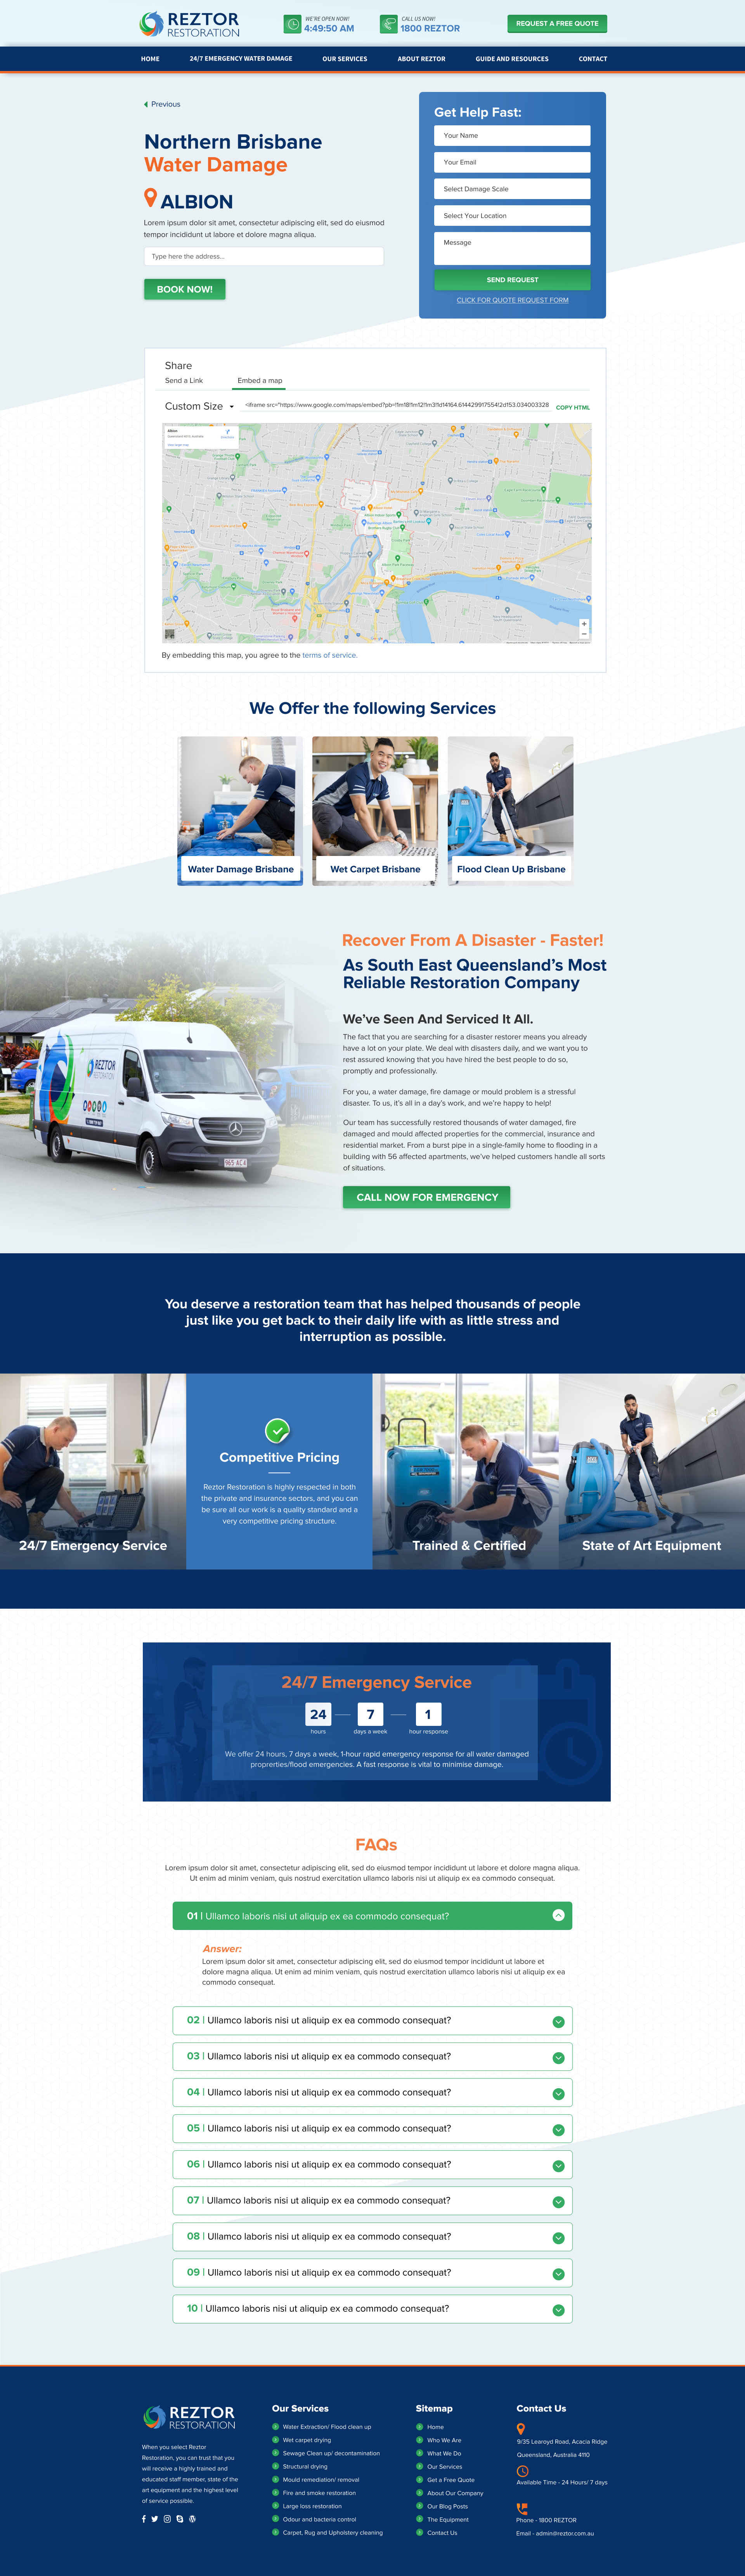 REZTOR
RESTORATION
WE'RE OPEN NOW!
4:49:50 AM
CALL US NOW!
1800 REZTOR
REQUEST A FREE QUOTE
HOME
24/7 EMERGENCY WATER DAMAGE
OUR SERVICES
ABOUT REZTOR
GUIDE AND RESOURCES
CONTACT
Previous
Northern Brisbane
Water Damage
ALBION
Lorem ipsum dolor sit amet, consectetur adipiscing elit, sed do eiusmod
tempor incididunt ut labore et dolore magna aliqua.
Type here the address...
BOOK NOW!
Get Help Fast:
Your Name
Your Email
Select Damage Scale
Select Your Location
Message
SEND REQUEST
CLICK FOR QUOTE REQUEST FORM
Share
Send a Link
Embed a map
Custom Size
COPY HTML
By embedding this map, you agree to the terms of service.
We Offer the following Services
Water Damage Brisbane
Wet Carpet Brisbane
Flood Clean Up Brisbane
Recover From A Disaster - Faster!
As South East Queensland's Most
Reliable Restoration Company
We've Seen And Serviced It All.
The fact that you are searching for a disaster restorer means you already
have a lot on your plate. We deal with disasters daily, and we want you to
rest assured knowing that you have hired the best people to do so,
promptly and professionally.
For you, a water damage, fire damage or mould problem is a stressful
disaster. To us, it's all in a day's work, and we're happy to help!
Our team has successfully restored thousands of water damaged, fire
damaged and mould affected properties for the commercial, insurance and
residential market. From a burst pipe in a single-family home to flooding in a
building with 56 affected apartments, we've helped customers handle all sorts
of situations.
CALL NOW FOR EMERGENCY
REZTOR
RESTORATION
965 AC4
You deserve a restoration team that has helped thousands of people
just like you get back to their daily life with as little stress and
interruption as possible.
24/7 Emergency Service
Competitive Pricing
Reztor Restoration is highly respected in both
the private and insurance sectors, and you can
be sure all our work is a quality standard and a
very competitive pricing structure.
Trained & Certified
State of Art Equipment
24/7 Emergency Service
24
7
1
hours
days a week
hour response
We offer 24 hours, 7 days a week, 1-hour rapid emergency response for all water damaged
proprerties/flood emergencies. A fast response is vital to minimise damage.
FAQs
Lorem ipsum dolor sit amet, consectetur adipiscing elit, sed do eiusmod tempor incididunt ut labore et dolore magna aliqua.
Ut enim ad minim veniam, quis nostrud exercitation ullamco laboris nisi ut aliquip ex ea commodo consequat.
01 | Ullamco laboris nisi ut aliquip ex ea commodo consequat?
Answer:
Lorem ipsum dolor sit amet, consectetur adipiscing elit, sed do eiusmod tempor incididunt ut labore et
dolore magna aliqua. Ut enim ad minim veniam, quis nostrud exercitation ullamco laboris nisi ut aliquip ex ea
commodo consequat.
02 | Ullamco laboris nisi ut aliquip ex ea commodo consequat?
03 | Ullamco laboris nisi ut aliquip ex ea commodo consequat?
04 | Ullamco laboris nisi ut aliquip ex ea commodo consequat?
05 | Ullamco laboris nisi ut aliquip ex ea commodo consequat?
06 | Ullamco laboris nisi ut aliquip ex ea commodo consequat?
07 | Ullamco laboris nisi ut aliquip ex ea commodo consequat?
08 | Ullamco laboris nisi ut aliquip ex ea commodo consequat?
09 | Ullamco laboris nisi ut aliquip ex ea commodo consequat?
10 | Ullamco laboris nisi ut aliquip ex ea commodo consequat?
REZTOR
RESTORATION
When you select Reztor
Restoration, you can trust that you
will receive a highly trained and
educated staff member, state of the
art equipment and the highest level
of service possible.
Our Services
Water Extraction/ Flood clean up
Wet carpet drying
Sewage Clean up/ decontamination
Structural drying
Mould remediation/ removal
Fire and smoke restoration
Large loss restoration
Odour and bacteria control
Carpet, Rug and Upholstery cleaning
Sitemap
Home
Who We Are
What We Do
Our Services
Get a Free Quote
About Our Company
Our Blog Posts
The Equipment
Contact Us
Contact Us
9/35 Learoyd Road, Acacia Ridge
Queensland, Australia 4110
Available Time - 24 Hours/ 7 days
Phone - 1800 REZTOR
Email - admin@reztor.com.au